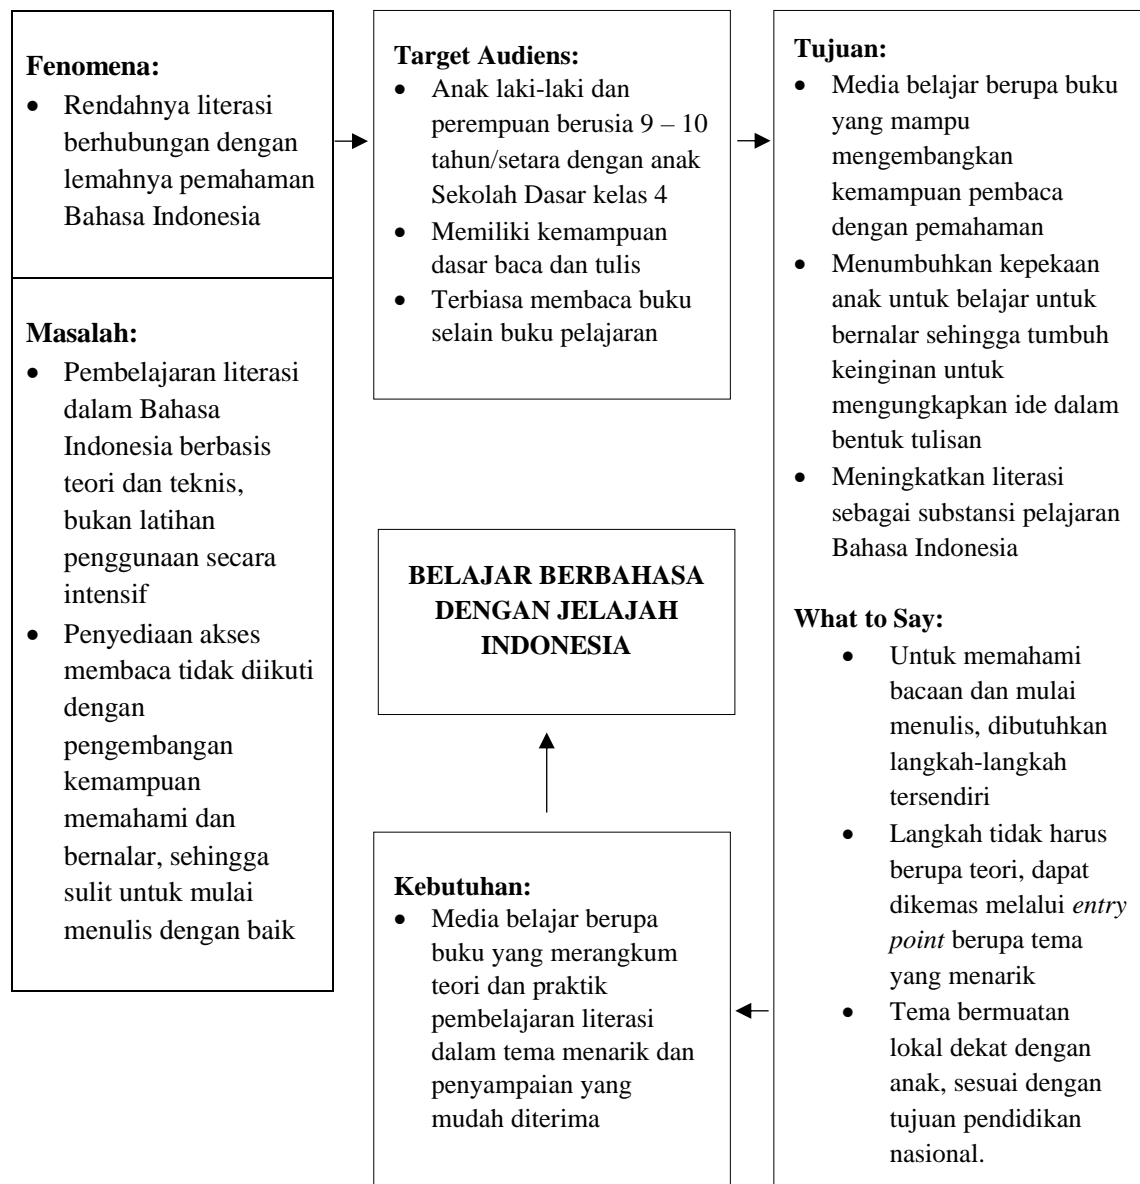 Fenomena:
• Rendahnya literasi
berhubungan dengan
lemahnya pemahaman
Bahasa Indonesia
Masalah:
• Pembelajaran literasi
dalam Bahasa
Indonesia berbasis
teori dan teknis,
bukan latihan
penggunaan secara
intensif
• Penyediaan akses
membaca tidak diikuti
dengan
pengembangan
kemampuan
memahami dan
bernalar, sehingga
sulit untuk mulai
menulis dengan baik
Target Audiens:
• Anak laki-laki dan
perempuan berusia 9 – 10
tahun/setara dengan anak
Sekolah Dasar kelas 4
• Memiliki kemampuan
dasar baca dan tulis
• Terbiasa membaca buku
selain buku pelajaran
Tujuan:
• Media belajar berupa buku
yang mampu
mengembangkan
kemampuan pembaca
dengan pemahaman
• Menumbuhkan kepekaan
anak untuk belajar untuk
bernalar sehingga tumbuh
keinginan untuk
mengungkapkan ide dalam
bentuk tulisan
• Meningkatkan literasi
sebagai substansi pelajaran
Bahasa Indonesia
What to Say:
• Untuk memahami
bacaan dan mulai
menulis, dibutuhkan
langkah-langkah
tersendiri
• Langkah tidak harus
berupa teori, dapat
dikemas melalui entry
point berupa tema
yang menarik
• Tema bermuatan
lokal dekat dengan
anak, sesuai dengan
tujuan pendidikan
nasional.
Kebutuhan:
• Media belajar berupa
buku yang merangkum
teori dan praktik
pembelajaran literasi
dalam tema menarik dan
penyampaian yang
mudah diterima
BELAJAR BERBAHASA
DENGAN JELAJAH
INDONESIA